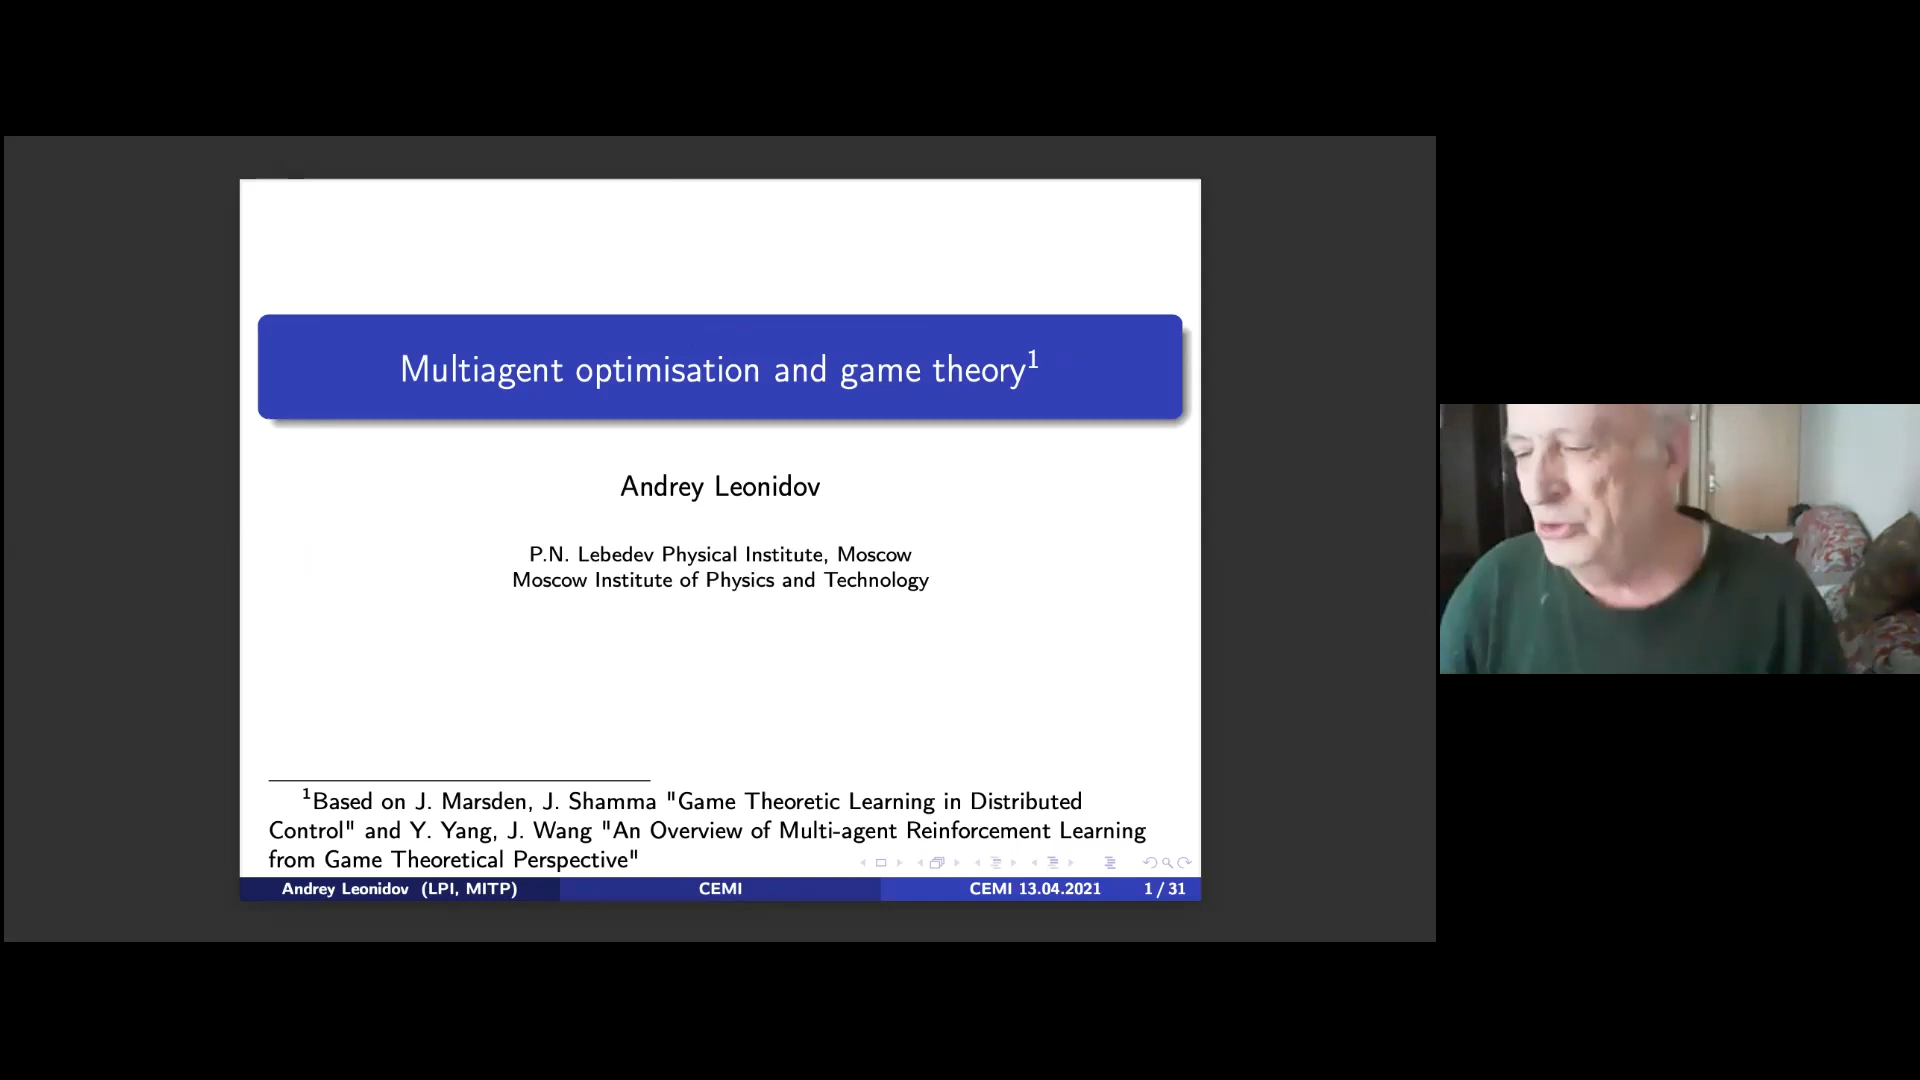 Multiagent optimisation and game theory1
Andrey Leonidov
P.N. Lebedev Physical Institute, Moscow
Moscow Institute of Physics and Technology
1Based on J. Marsden, J. Shamma "Game Theoretic Learning in Distributed
Control" and Y. Yang, J. Wang "An Overview of Multi-agent Reinforcement Learning
from Game Theoretical Perspective"
Andrey Leonidov (LPI, MITP) CEMI CEMI 13.04.2021 1 / 31